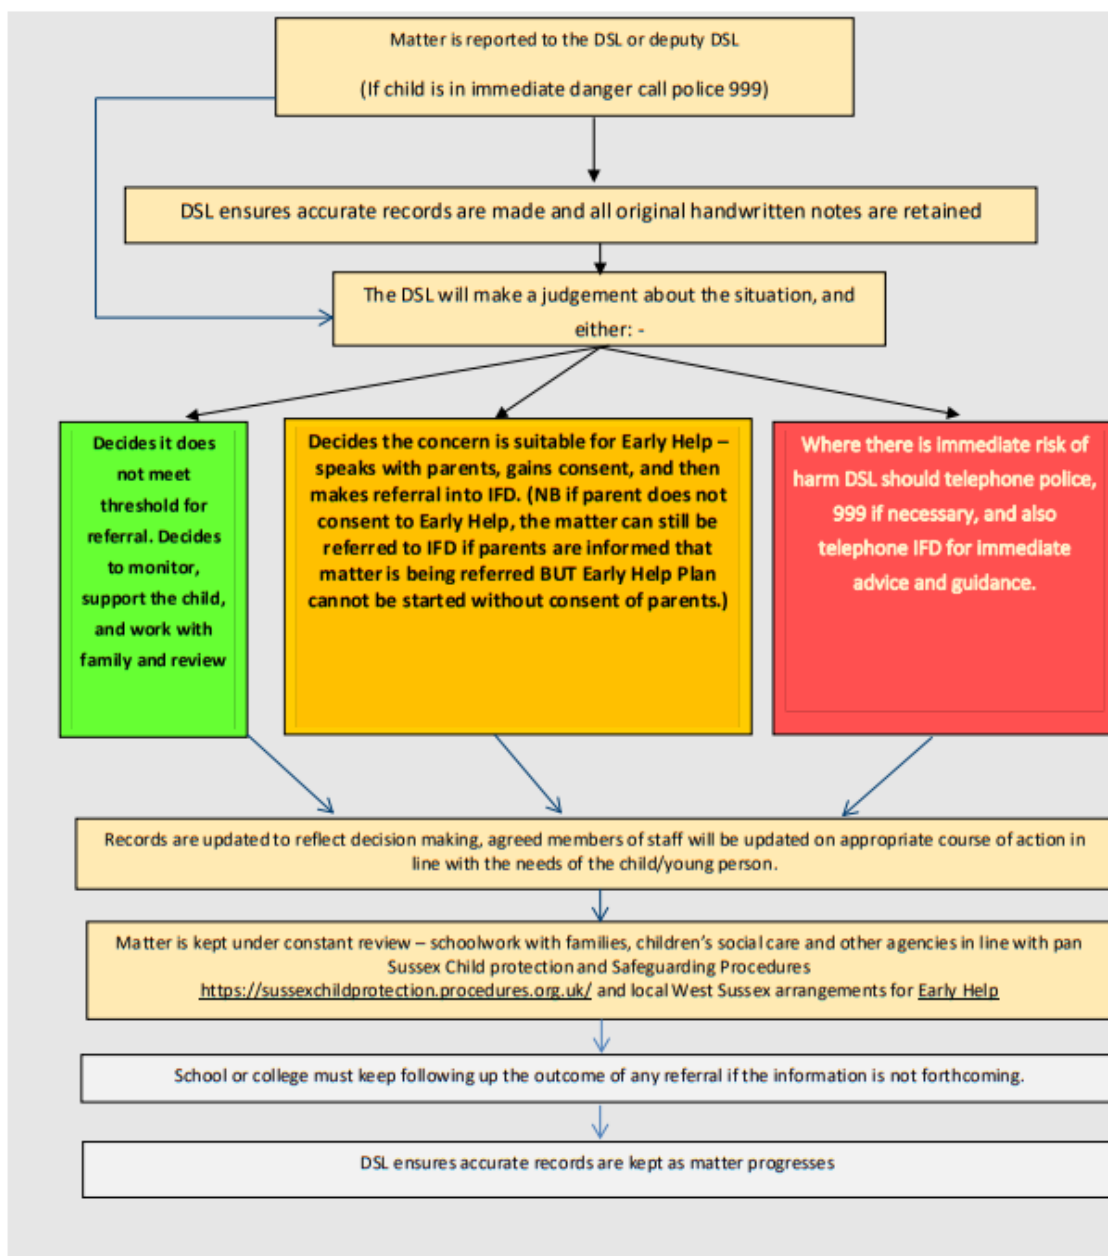 Matter is reported to the DSL or deputy DSL
(If child is in immediate danger call police 999)
DSL ensures accurate records are made and all original handwritten notes are retained
The DSL will make a judgement about the situation, and
either: -
Decides it does
not meet
threshold for
referral. Decides
to monitor,
support the child,
and work with
family and review
Decides the concern is suitable for Early Help –
speaks with parents, gains consent, and then
makes referral into IFD. (NB if parent does not
consent to Early Help, the matter can still be
referred to IFD if parents are informed that
matter is being referred BUT Early Help Plan
cannot be started without consent of parents.)
Where there is immediate risk of
harm DSL should telephone police,
999 if necessary, and also
telephone IFD for immediate
advice and guidance.
Records are updated to reflect decision making, agreed members of staff will be updated on appropriate course of action in
line with the needs of the child/young person.
Matter is kept under constant review – schoolwork with families, children's social care and other agencies in line with pan
Sussex Child protection and Safeguarding Procedures
https://sussexchildprotection.procedures.org.uk/ and local West Sussex arrangements for Early Help
School or college must keep following up the outcome of any referral if the information is not forthcoming.
DSL ensures accurate records are kept as matter progresses